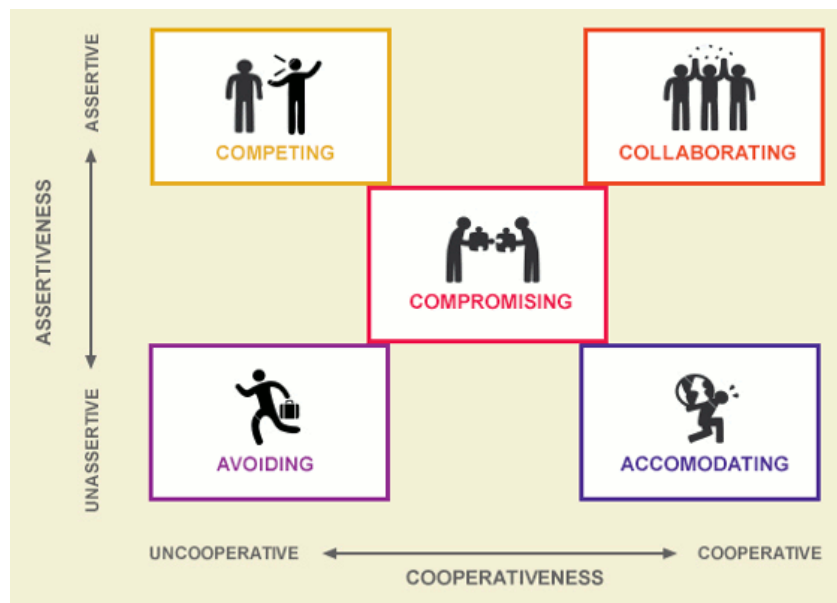 ASSERTIVE
COMPETING
COLLABORATING
ASSERTIVENESS
COMPROMISING
UNASSERTIVE
AVOIDING
ACCOMODATING
UNCOOPERATIVE
COOPERATIVE
COOPERATIVENESS